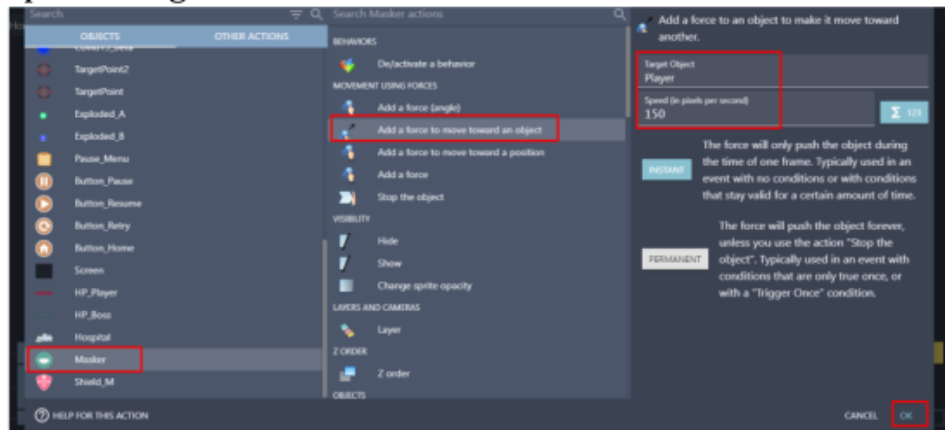 Search
Search Masker actions
OBJECTS
OTHER ACTIONS
TargetPoint2
TargetPoint
Exploded_A
Exploded_B
Pause_Menu
Button_Pause
Button_Resume
Button_Retry
Button_Home
Screen
HP_Player
HP_Boss
Hospital
Masker
Shield_M
HELP FOR THIS ACTION
BEHAVIORS
De/activate a behavior
MOVEMENT USING FORCES
Add a force (angle)
Add a force to move toward an object
Add a force to move toward a position
Add a force
Stop the object
VISIBILITY
Hide
Show
Change sprite opacity
LAYERS AND CAMERAS
Layer
Z ORDER
Z order
OBJECTS
Add a force to an object to make it move toward
another.
Target Object
Player
Speed (in pixels per second)
150
Σ 123
INSTANT
The force will only push the object during
the time of one frame. Typically used in an
event with no conditions or with conditions
that stay valid for a certain amount of time.
PERMANENT
The force will push the object forever,
unless you use the action "Stop the
object". Typically used in an event with
conditions that are only true once, or
with a "Trigger Once" condition.
CANCEL
OK